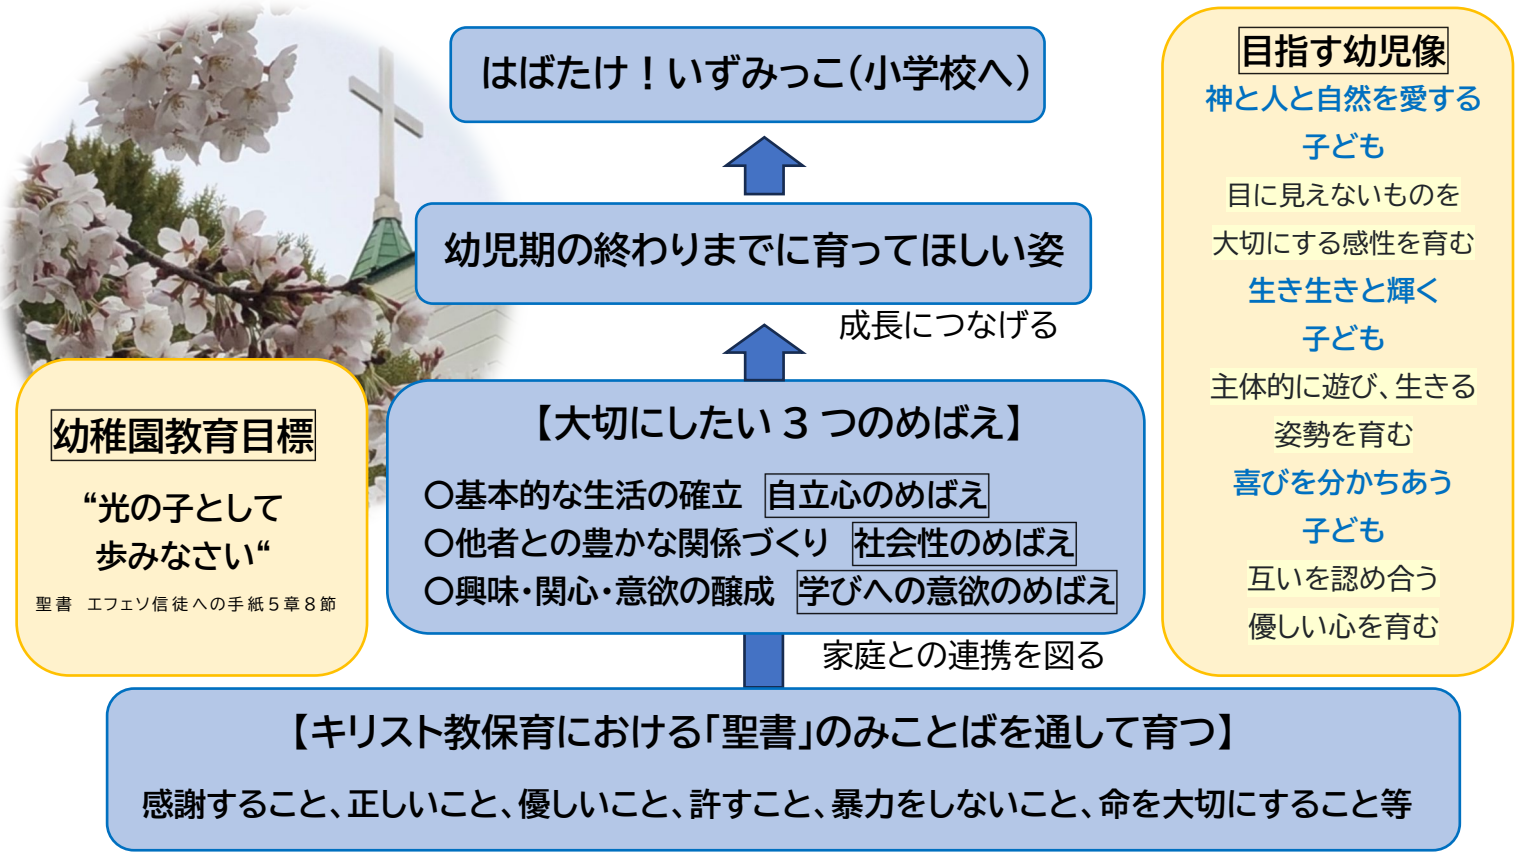 はばたけ！いずみっこ（小学校へ）
幼児期の終わりまでに育ってほしい姿
成長につなげる
【大切にしたい３つのめばえ】
〇基本的な生活の確立 自立心のめばえ
〇他者との豊かな関係づくり 社会性のめばえ
〇興味・関心・意欲の醸成 学びへの意欲のめばえ
家庭との連携を図る
【キリスト教保育における「聖書」のみことばを通して育つ】
感謝すること、正しいこと、優しいこと、許すこと、暴力をしないこと、命を大切にすること等
幼稚園教育目標
“光の子として
歩みなさい“
聖書 エフェソ信徒への手紙５章８節
目指す幼児像
神と人と自然を愛する
子ども
目に見えないものを
大切にする感性を育む
生き生きと輝く
子ども
主体的に遊び、生きる
姿勢を育む
喜びを分かちあう
子ども
互いを認め合う
優しい心を育む